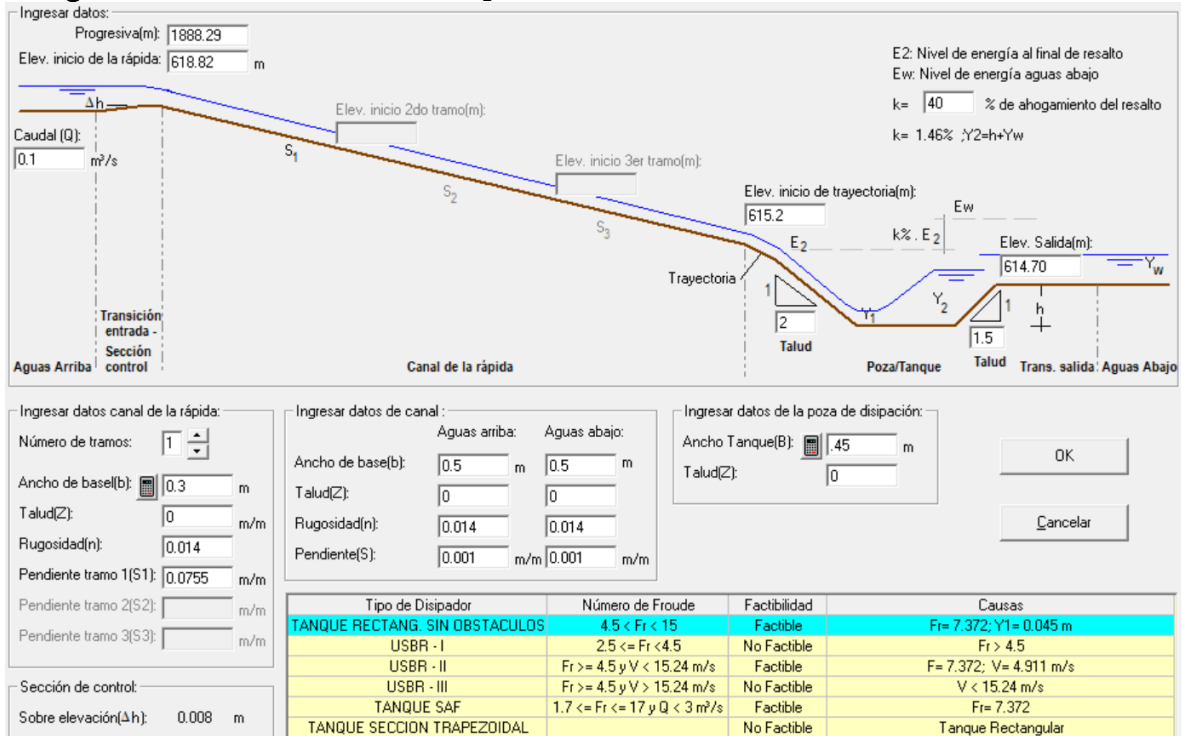 Ingresar datos:
Progresiva(m): 1888.29
Elev. inicio de la rápida: 618.82 m
E2: Nivel de energía al final de resalto
Ew: Nivel de energía aguas abajo
k= 40 % de ahogamiento del resalto
k= 1.46% ;Y2=h+Yw
Δh
Elev. inicio 2do tramo(m):
Caudal (Q):
0.1 m³/s
S1
Elev. inicio 3er tramo(m):
S2
S3
Elev. inicio de trayectoria(m):
615.2
Ew
E2
k% . E2
Elev. Salida(m):
614.70
Yw
Trayectoria
1
2
Talud
Y1
Y2
1
1.5
Talud
h
Transición
entrada -
Sección
control
Aguas Arriba
Canal de la rápida
Poza/Tanque
Trans. salida
Aguas Abajo
Ingresar datos canal de la rápida:
Número de tramos: 1
Ancho de basel(b): 0.3 m
Talud(Z): 0 m/m
Rugosidad(n): 0.014
Pendiente tramo 1(S1): 0.0755 m/m
Pendiente tramo 2(S2): m/m
Pendiente tramo 3(S3): m/m
Sección de control:
Sobre elevación(Δh): 0.008 m
Ingresar datos de canal :
Aguas arriba: Aguas abajo:
Ancho de base(b): 0.5 m 0.5 m
Talud(Z): 0 0
Rugosidad(n): 0.014 0.014
Pendiente(S): 0.001 m/m 0.001 m/m
Ingresar datos de la poza de disipación:
Ancho Tanque(B): .45 m
Talud(Z): 0
OK
Cancelar
Tipo de Disipador Número de Froude Factibilidad Causas
TANQUE RECTANG. SIN OBSTACULOS 4.5 < Fr < 15 Factible Fr= 7.372; Y1= 0.045 m
USBR - I 2.5 <= Fr <4.5 No Factible Fr > 4.5
USBR - II Fr >= 4.5 y V < 15.24 m/s Factible F= 7.372; V= 4.911 m/s
USBR - III Fr >= 4.5 y V > 15.24 m/s No Factible V < 15.24 m/s
TANQUE SAF 1.7 <= Fr <= 17 y Q < 3 m³/s Factible Fr= 7.372
TANQUE SECCION TRAPEZOIDAL No Factible Tanque Rectangular